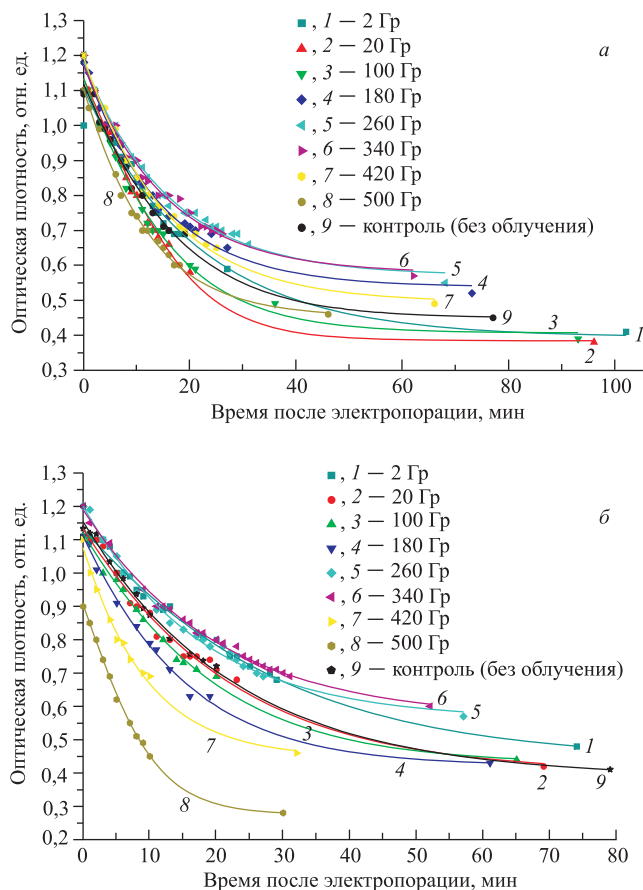 1,3
1,2
1,1
1,0
0,9
0,8
0,7
0,6
0,5
0,4
0,3
Оптическая плотность, отн. ед.
а
, 1 — 2 Гр
, 2 — 20 Гр
, 3 — 100 Гр
, 4 — 180 Гр
, 5 — 260 Гр
, 6 — 340 Гр
, 7 — 420 Гр
, 8 — 500 Гр
, 9 — контроль (без облучения)
8
6
5
4
7
9
3
1
2
0 20 40 60 80 100
Время после электропорации, мин
1,3
1,2
1,1
1,0
0,9
0,8
0,7
0,6
0,5
0,4
0,3
0,2
Оптическая плотность, отн. ед.
б
, 1 — 2 Гр
, 2 — 20 Гр
, 3 — 100 Гр
, 4 — 180 Гр
, 5 — 260 Гр
, 6 — 340 Гр
, 7 — 420 Гр
, 8 — 500 Гр
, 9 — контроль (без облучения)
6
5
3
1
7
4
2
9
8
0 10 20 30 40 50 60 70 80
Время после электропорации, мин